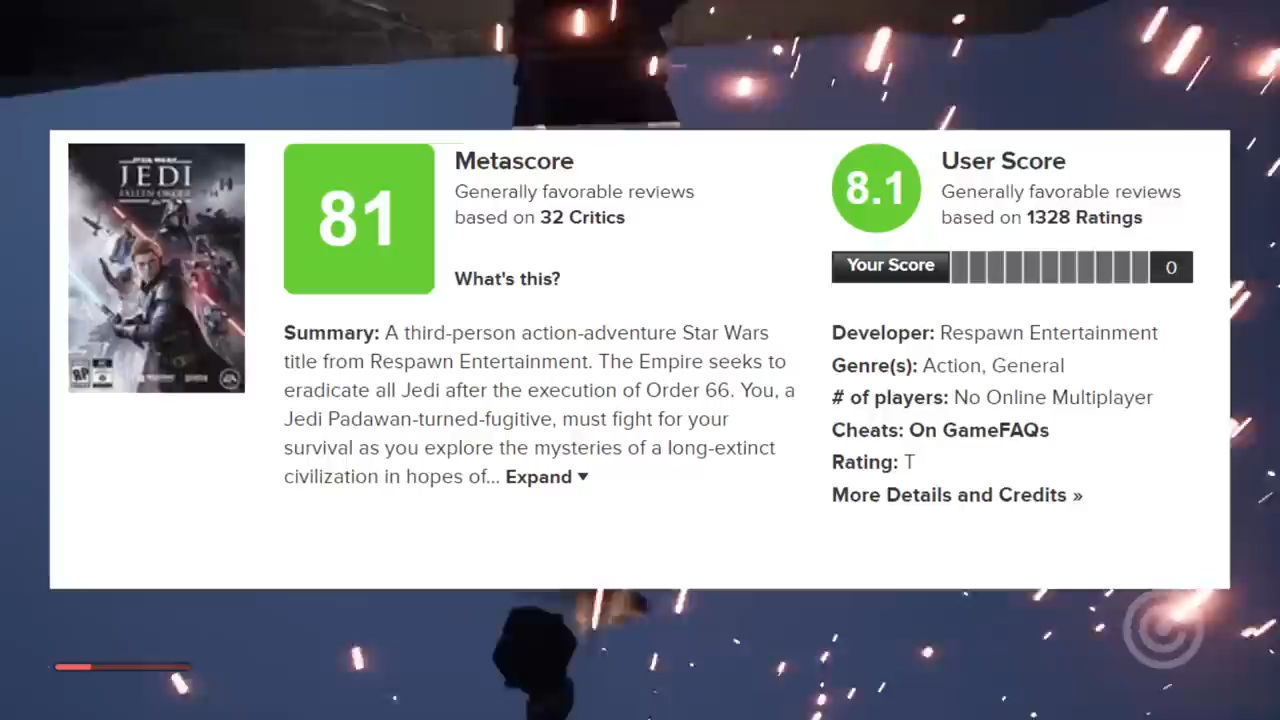 STAR WARS
JEDI
FALLEN ORDER
RP
EA
81
Metascore
Generally favorable reviews
based on 32 Critics
What's this?
Summary: A third-person action-adventure Star Wars
title from Respawn Entertainment. The Empire seeks to
eradicate all Jedi after the execution of Order 66. You, a
Jedi Padawan-turned-fugitive, must fight for your
survival as you explore the mysteries of a long-extinct
civilization in hopes of... Expand ▼
8.1
User Score
Generally favorable reviews
based on 1328 Ratings
Your Score
0
Developer: Respawn Entertainment
Genre(s): Action, General
# of players: No Online Multiplayer
Cheats: On GameFAQs
Rating: T
More Details and Credits »